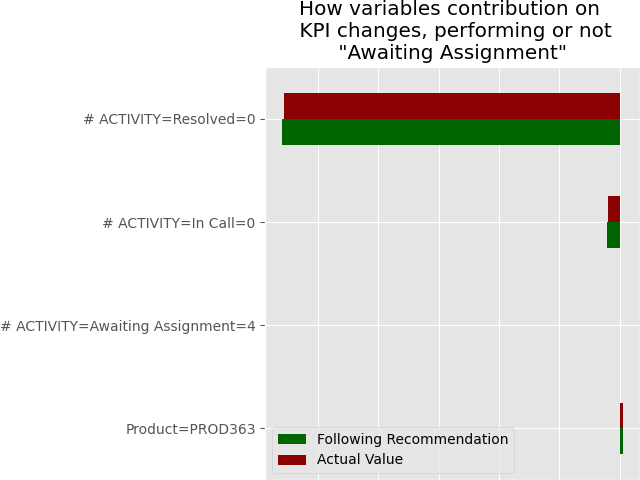 How variables contribution on
KPI changes, performing or not
"Awaiting Assignment"
# ACTIVITY=Resolved=0
# ACTIVITY=In Call=0
# ACTIVITY=Awaiting Assignment=4
Product=PROD363
Following Recommendation
Actual Value